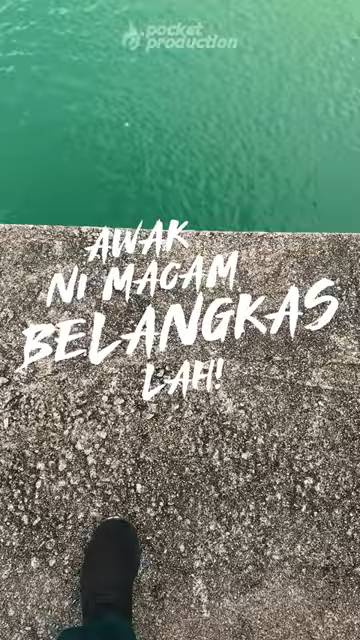 pocket
production
AWAK
NI MACAM
BELANGKAS
LAH!